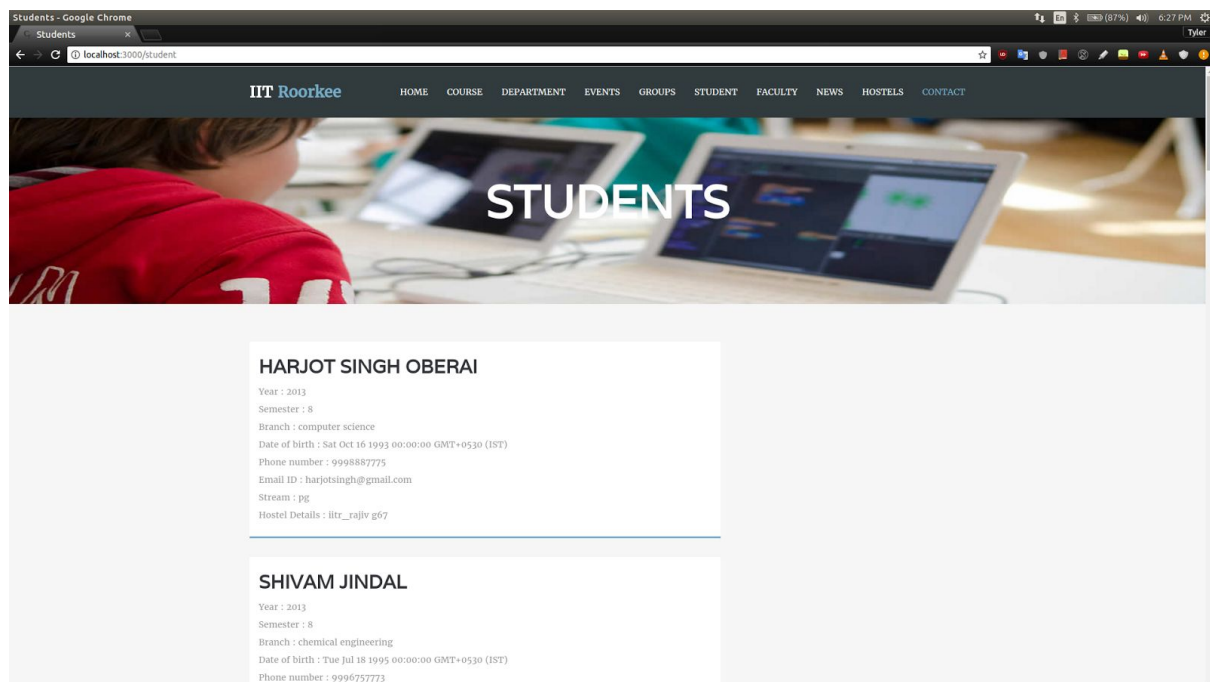 Students - Google Chrome
En (87%) 6:27 PM
Students ×
Tyler
localhost:3000/student
IIT Roorkee HOME COURSE DEPARTMENT EVENTS GROUPS STUDENT FACULTY NEWS HOSTELS CONTACT
STUDENTS
HARJOT SINGH OBERAI
Year : 2013
Semester : 8
Branch : computer science
Date of birth : Sat Oct 16 1993 00:00:00 GMT+0530 (IST)
Phone number : 9998887775
Email ID : harjotsingh@gmail.com
Stream : pg
Hostel Details : iitr_rajiv g67
SHIVAM JINDAL
Year : 2013
Semester : 8
Branch : chemical engineering
Date of birth : Tue Jul 18 1995 00:00:00 GMT+0530 (IST)
Phone number : 9996757773